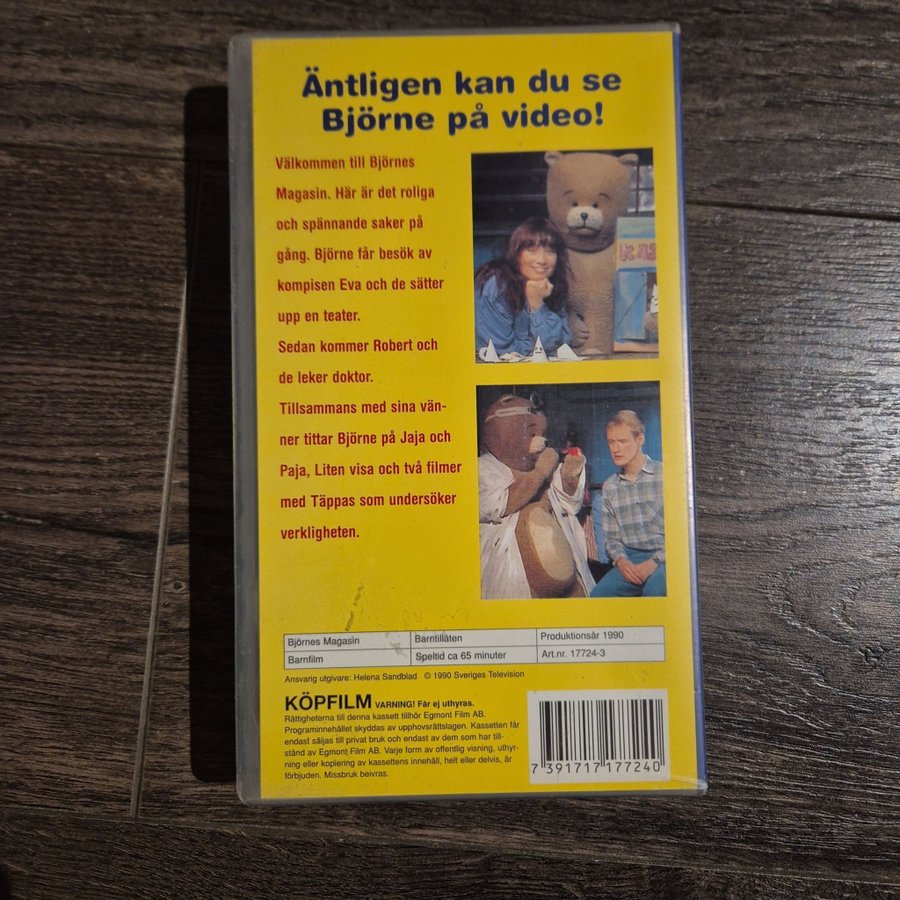 Äntligen kan du se
Björne på video!
Välkommen till Björnes
Magasin. Här är det roliga
och spännande saker på
gång. Björne får besök av
kompisen Eva och de sätter
upp en teater.
Sedan kommer Robert och
de leker doktor.
Tillsammans med sina vän-
ner tittar Björne på Jaja och
Paja, Liten visa och två filmer
med Täppas som undersöker
verkligheten.
Björnes Magasin Barntillåten Produktionsår 1990
Barnfilm Speltid ca 65 minuter Art.nr. 17724-3
Ansvarig utgivare: Helena Sandblad © 1990 Sveriges Television
KÖPFILM VARNING! Får ej uthyras.
Rättigheterna till denna kassett tillhör Egmont Film AB.
Programinnehållet skyddas av upphovsrättslagen. Kassetten får
endast säljas till privat bruk och endast av dem som har till-
stånd av Egmont Film AB. Varje form av offentlig visning, uthyr-
ning eller kopiering av kassettens innehåll, helt eller delvis, är
förbjuden. Missbruk beivras.
7 391717 177240